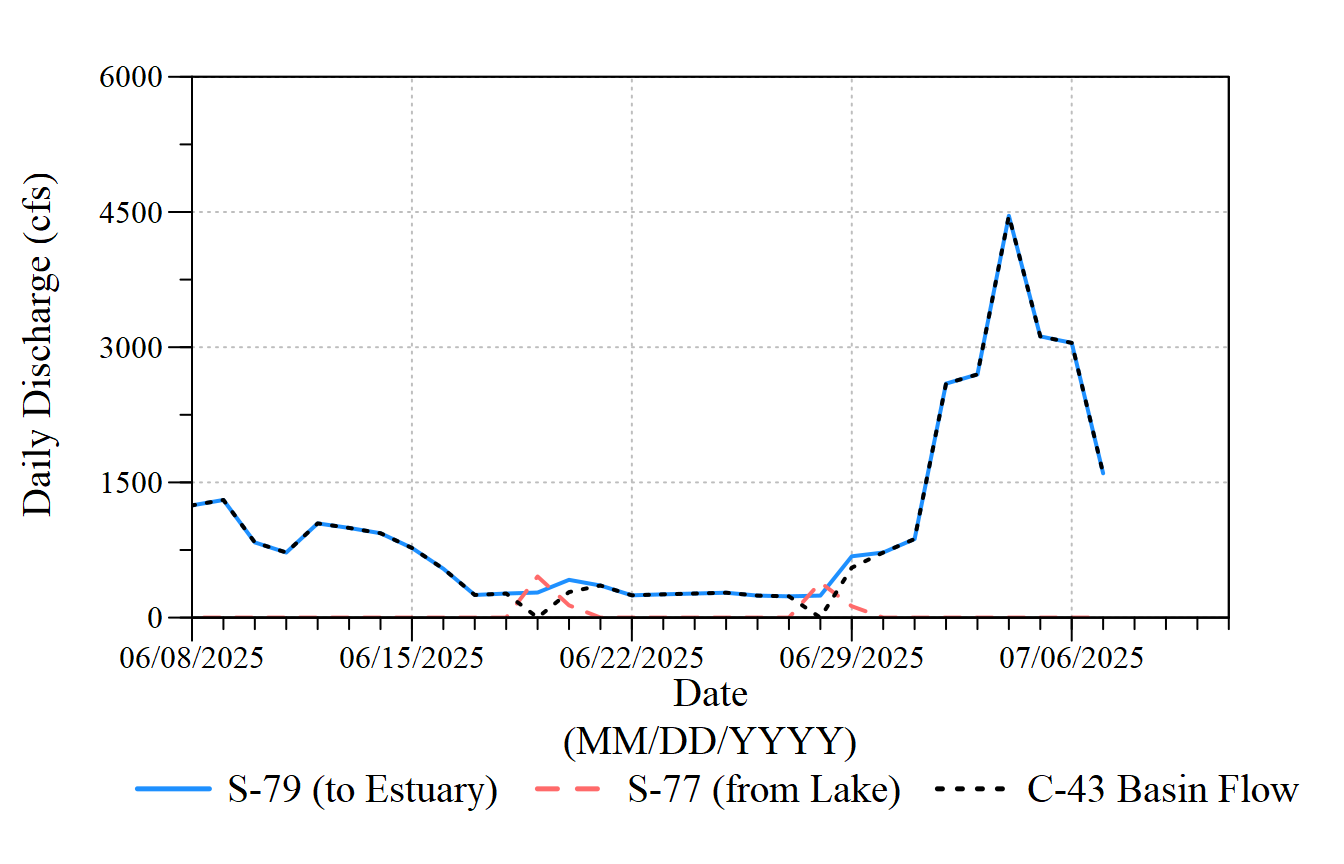 6000
4500
3000
1500
0
Daily Discharge (cfs)
06/08/2025 06/15/2025 06/22/2025 06/29/2025 07/06/2025
Date
(MM/DD/YYYY)
S-79 (to Estuary) S-77 (from Lake) C-43 Basin Flow